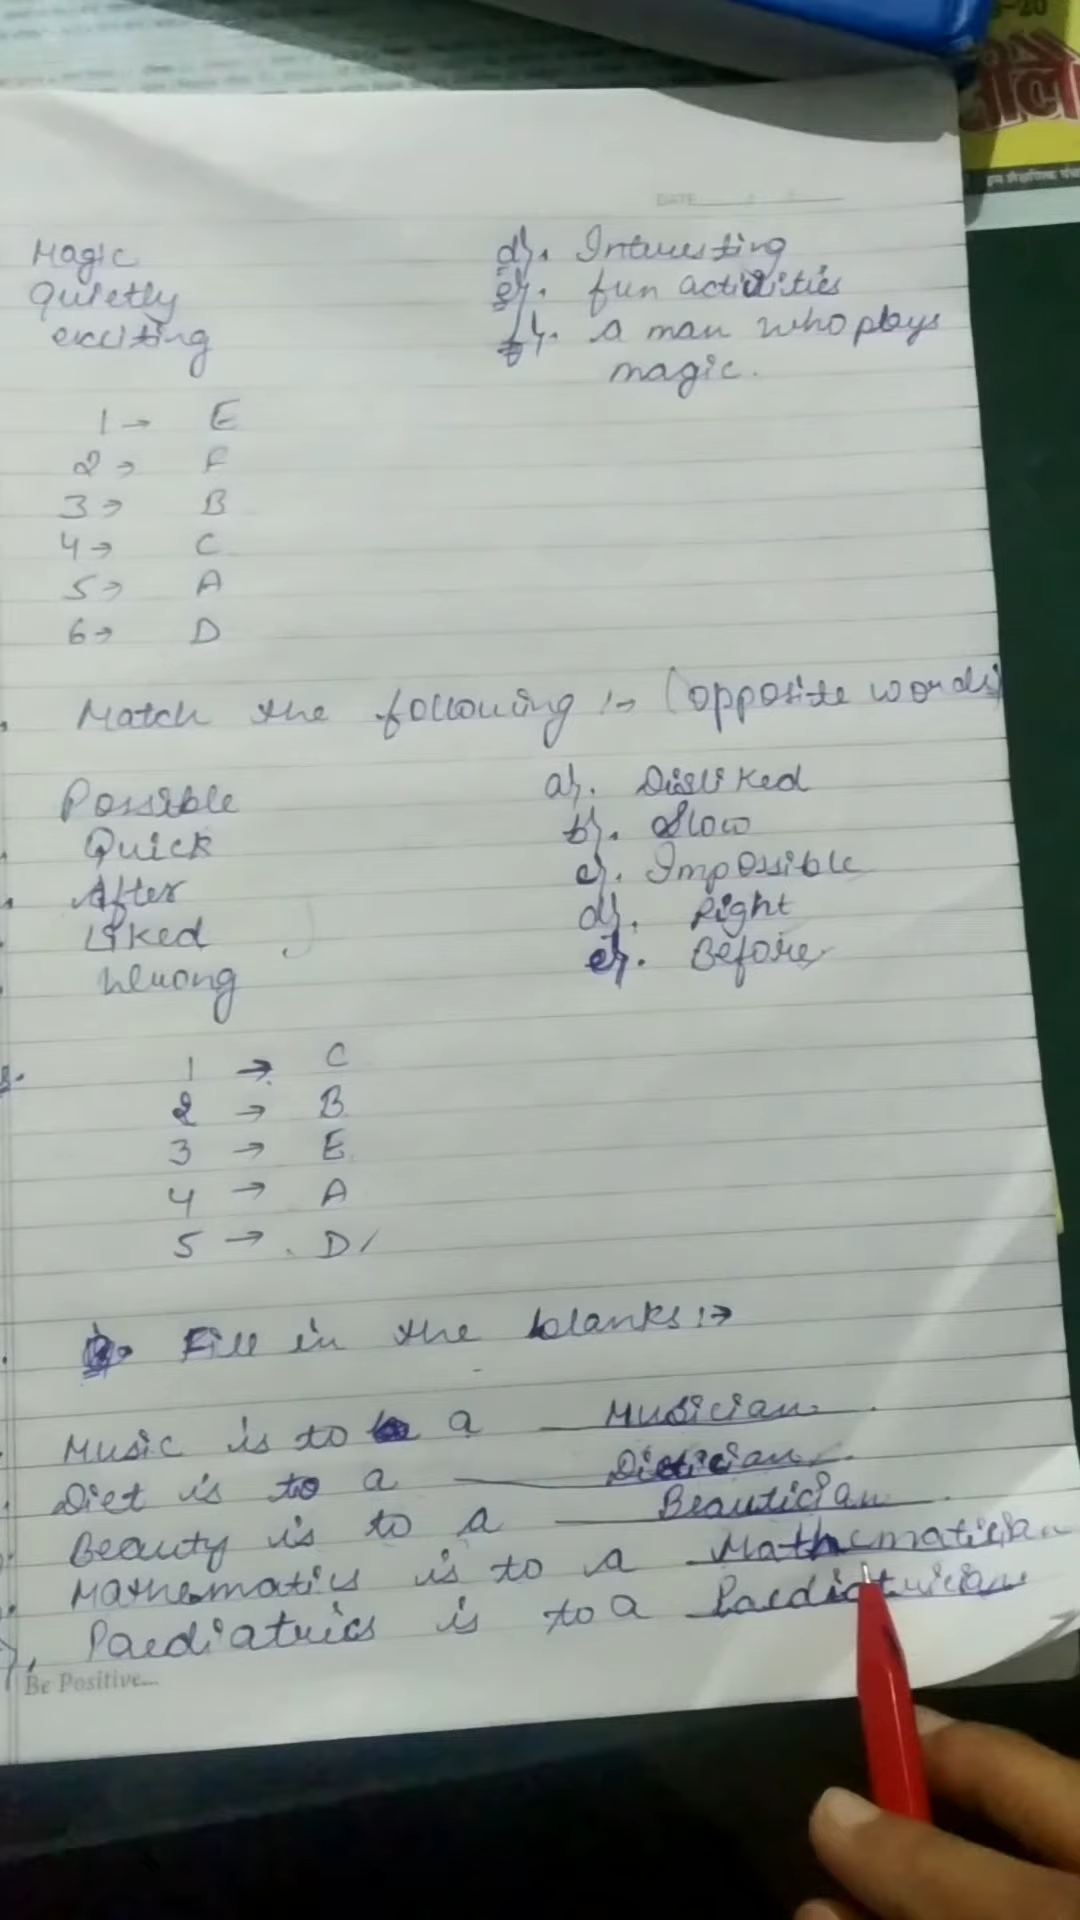 DATE
Magic d). Interesting
quietly e). fun activities
exciting f). a man who plays
magic.
1 → E
2 → F
3 → B
4 → C
5 → A
6 → D
Match the following :→ (opposite words)
Possible a). Disliked
Quick b). Slow
After c). Impossible
Liked d). Right
Wrong e). Before
1 → C
2 → B
3 → E
4 → A
5 → D
Fill in the blanks :→
Music is to a Musician.
Diet is to a Dietician.
Beauty is to a Beautician.
Mathematics is to a Mathematician
Paediatrics is to a Paediatrician
Be Positive...